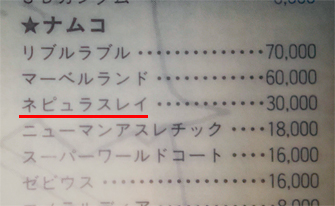 ★ナムコ
リブルラブル ・・・・・・・・・・・・ 70,000
マーベルランド ・・・・・・・・・・ 60,000
ネビュラスレイ ・・・・・・・・・・ 30,000
ニューマンアスレチック ・・・・ 18,000
スーパーワールドコート ・・・・ 16,000
ゼビウス ・・・・・・・・・・・・・・・・ 16,000